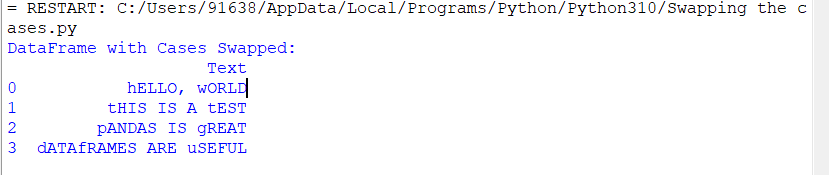 = RESTART: C:/Users/91638/AppData/Local/Programs/Python/Python310/Swapping the c
ases.py
DataFrame with Cases Swapped:
Text
0 hELLO, wORLD
1 tHIS IS A tEST
2 pANDAS IS gREAT
3 dATAfRAMES ARE uSEFUL